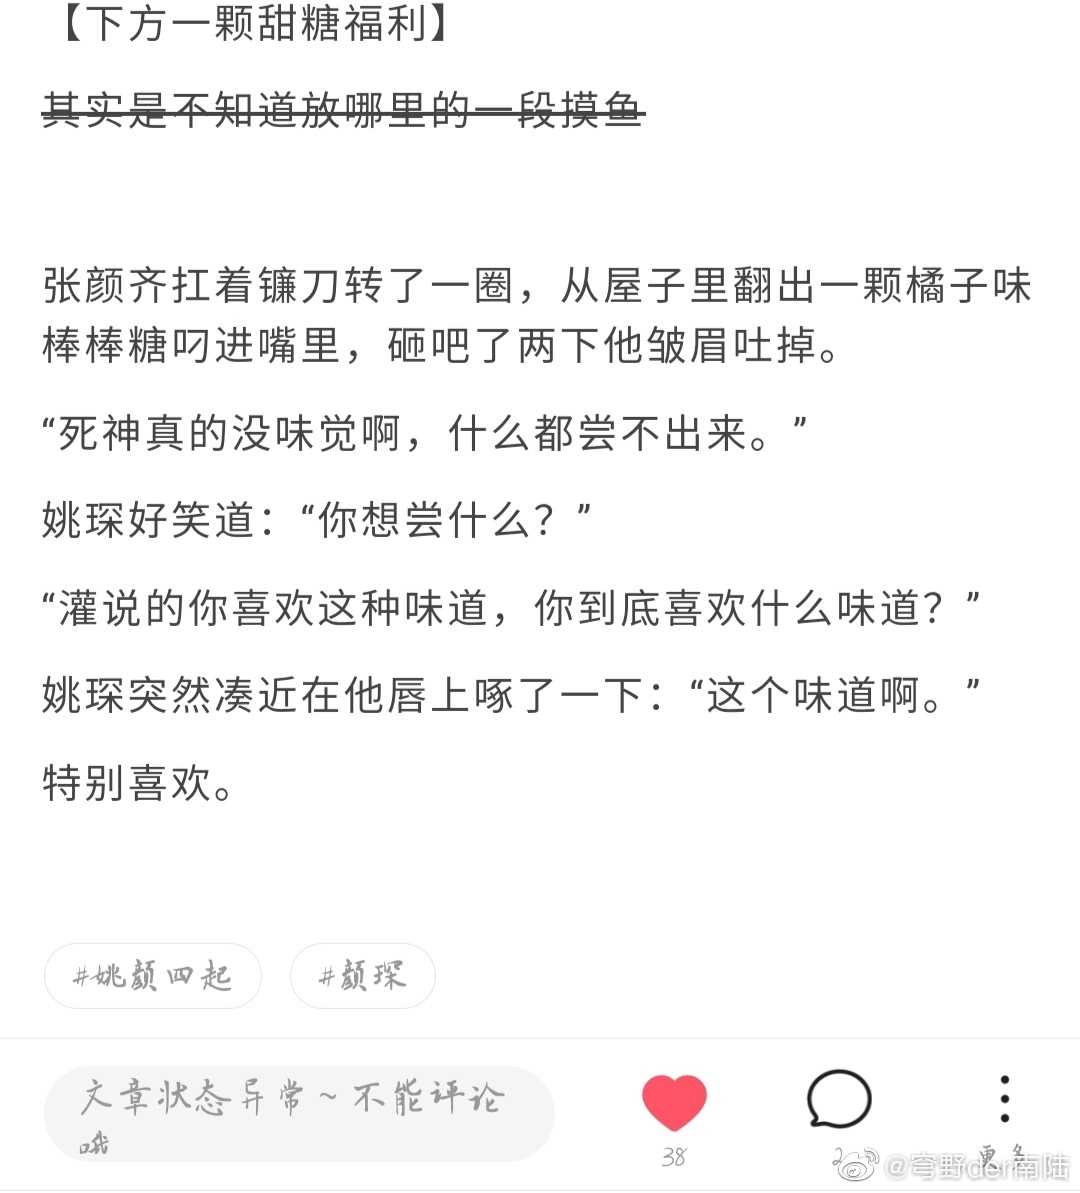 【下方一颗甜糖福利】
其实是不知道放哪里的一段摸鱼
张颜齐扛着镰刀转了一圈，从屋子里翻出一颗橘子味
棒棒糖叼进嘴里，砸吧了两下他皱眉吐掉。
“死神真的没味觉啊，什么都尝不出来。”
姚琛好笑道：“你想尝什么？”
“灌说的你喜欢这种味道，你到底喜欢什么味道？”
姚琛突然凑近在他唇上啄了一下：“这个味道啊。”
特别喜欢。
#姚颜四起 #颜琛
文章状态异常~不能评论
哦
38 2 更多
@穹野der南陆